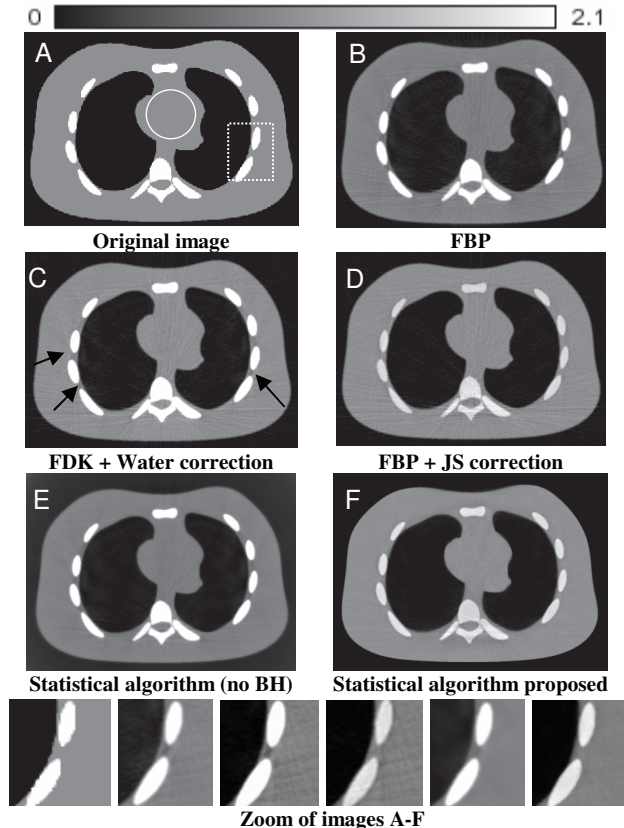 0 2.1
A B
Original image FBP
C D
FDK + Water correction FBP + JS correction
E F
Statistical algorithm (no BH) Statistical algorithm proposed
Zoom of images A-F